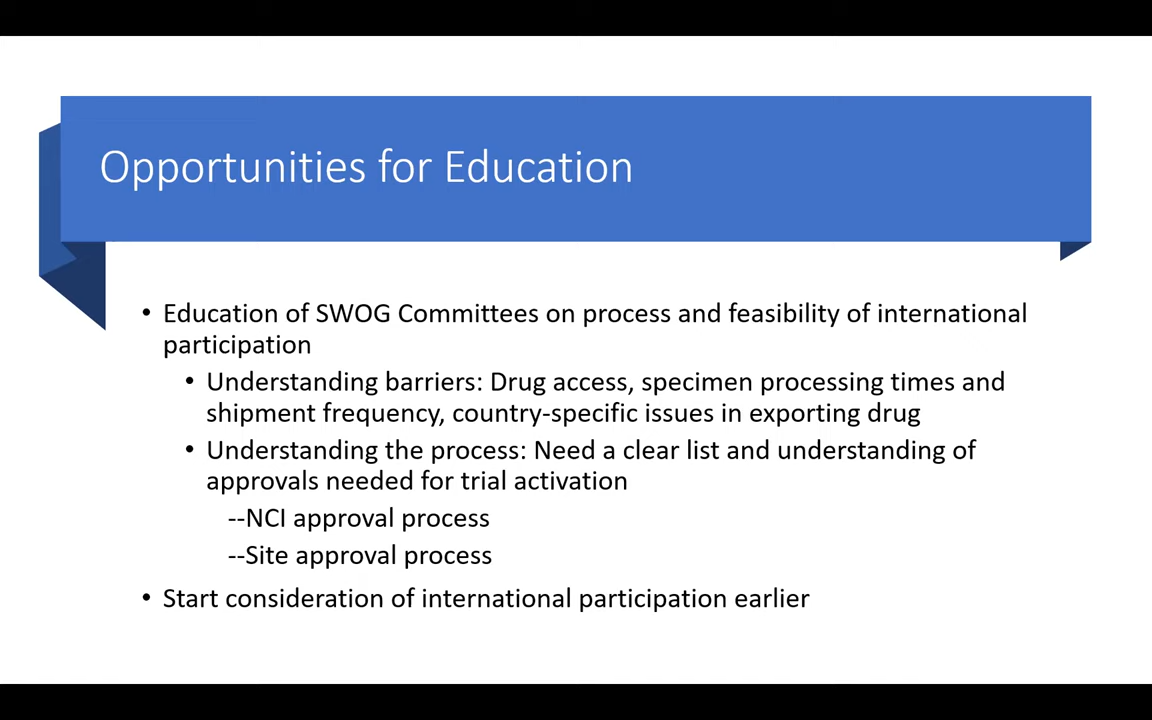 Opportunities for Education
• Education of SWOG Committees on process and feasibility of international
participation
• Understanding barriers: Drug access, specimen processing times and
shipment frequency, country-specific issues in exporting drug
• Understanding the process: Need a clear list and understanding of
approvals needed for trial activation
--NCI approval process
--Site approval process
• Start consideration of international participation earlier